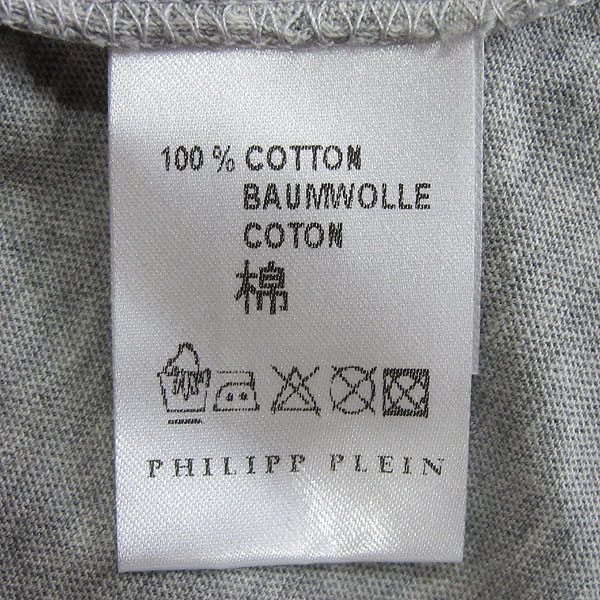 100 % COTTON
BAUMWOLLE
COTON
棉
PHILIPP PLEIN